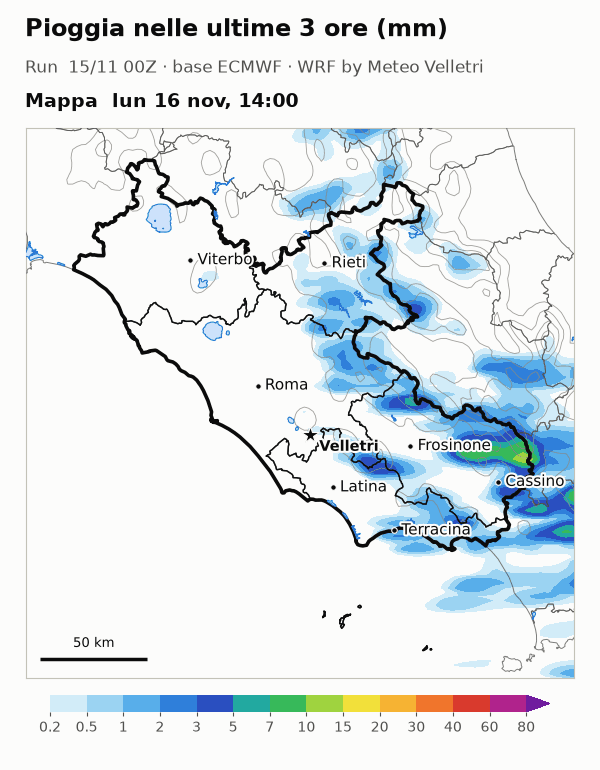 Pioggia nelle ultime 3 ore (mm)
Run  15/11 00Z · base ECMWF · WRF by Meteo Velletri
Mappa  lun 16 nov, 14:00
Viterbo
Rieti
Roma
Velletri
Frosinone
Latina
Cassino
Terracina
50 km
0.2 0.5 1 2 3 5 7 10 15 20 30 40 60 80